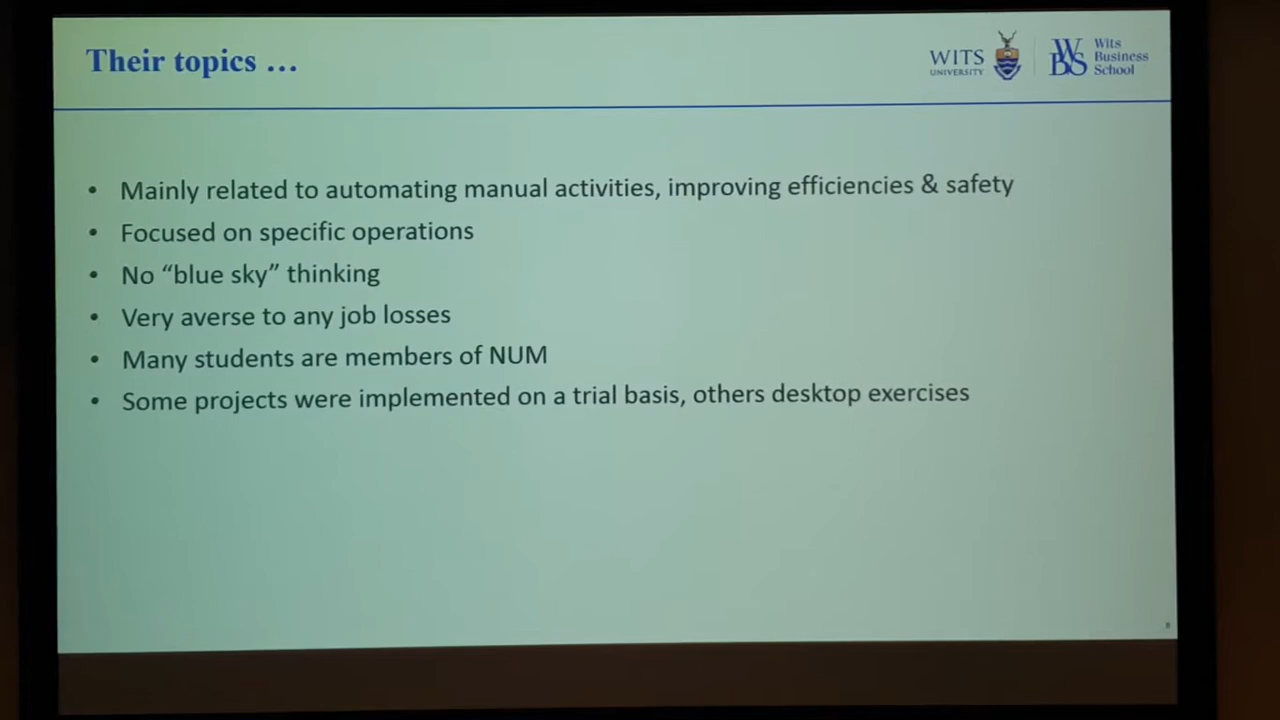 Their topics …
WITS
UNIVERSITY
WBS
Wits
Business
School
• Mainly related to automating manual activities, improving efficiencies & safety
• Focused on specific operations
• No “blue sky” thinking
• Very averse to any job losses
• Many students are members of NUM
• Some projects were implemented on a trial basis, others desktop exercises